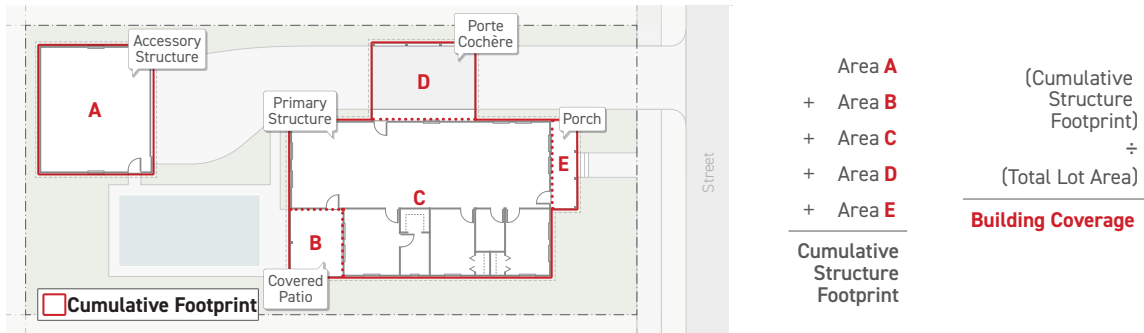 Accessory
Structure
Porte
Cochère
A
D
Primary
Structure
Porch
E
C
B
Covered
Patio
Street
Cumulative Footprint
Area A
+ Area B
+ Area C
+ Area D
+ Area E
Cumulative
Structure
Footprint
(Cumulative
Structure
Footprint)
÷
(Total Lot Area)
Building Coverage